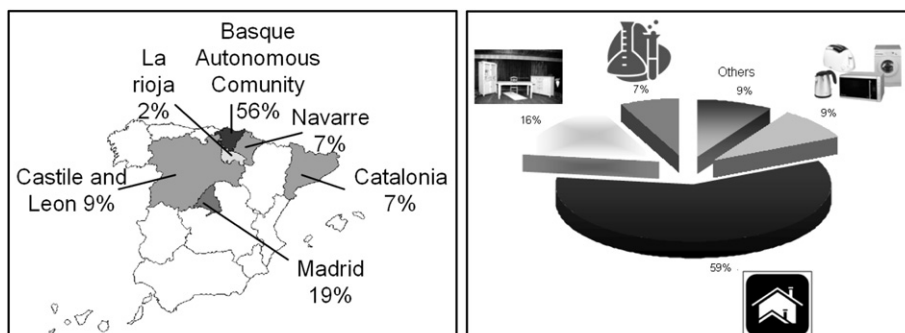 Basque
Autonomous
Comunity
56%
La
rioja
2%
Navarre
7%
Castile and
Leon 9%
Catalonia
7%
Madrid
19%
7%
Others
9%
9%
16%
59%